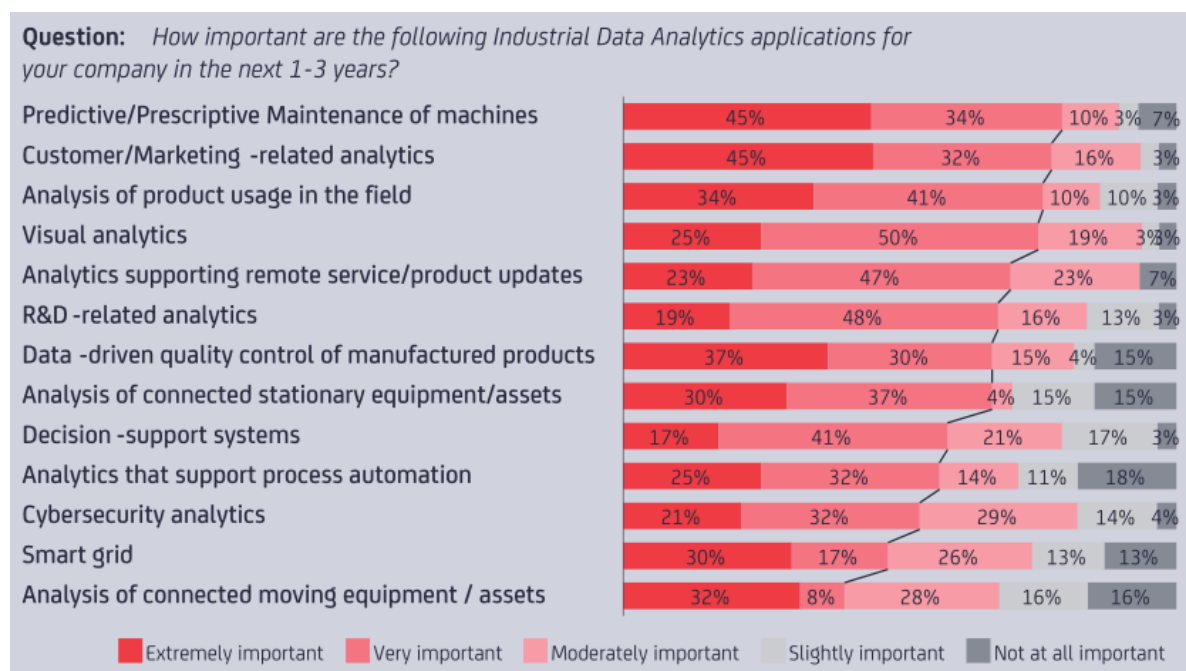 Question: How important are the following Industrial Data Analytics applications for
your company in the next 1-3 years?
Predictive/Prescriptive Maintenance of machines 45% 34% 10% 3% 7%
Customer/Marketing -related analytics 45% 32% 16% 3%
Analysis of product usage in the field 34% 41% 10% 10% 3%
Visual analytics 25% 50% 19% 3% 3%
Analytics supporting remote service/product updates 23% 47% 23% 7%
R&D -related analytics 19% 48% 16% 13% 3%
Data -driven quality control of manufactured products 37% 30% 15% 4% 15%
Analysis of connected stationary equipment/assets 30% 37% 4% 15% 15%
Decision -support systems 17% 41% 21% 17% 3%
Analytics that support process automation 25% 32% 14% 11% 18%
Cybersecurity analytics 21% 32% 29% 14% 4%
Smart grid 30% 17% 26% 13% 13%
Analysis of connected moving equipment / assets 32% 8% 28% 16% 16%
Extremely important Very important Moderately important Slightly important Not at all important